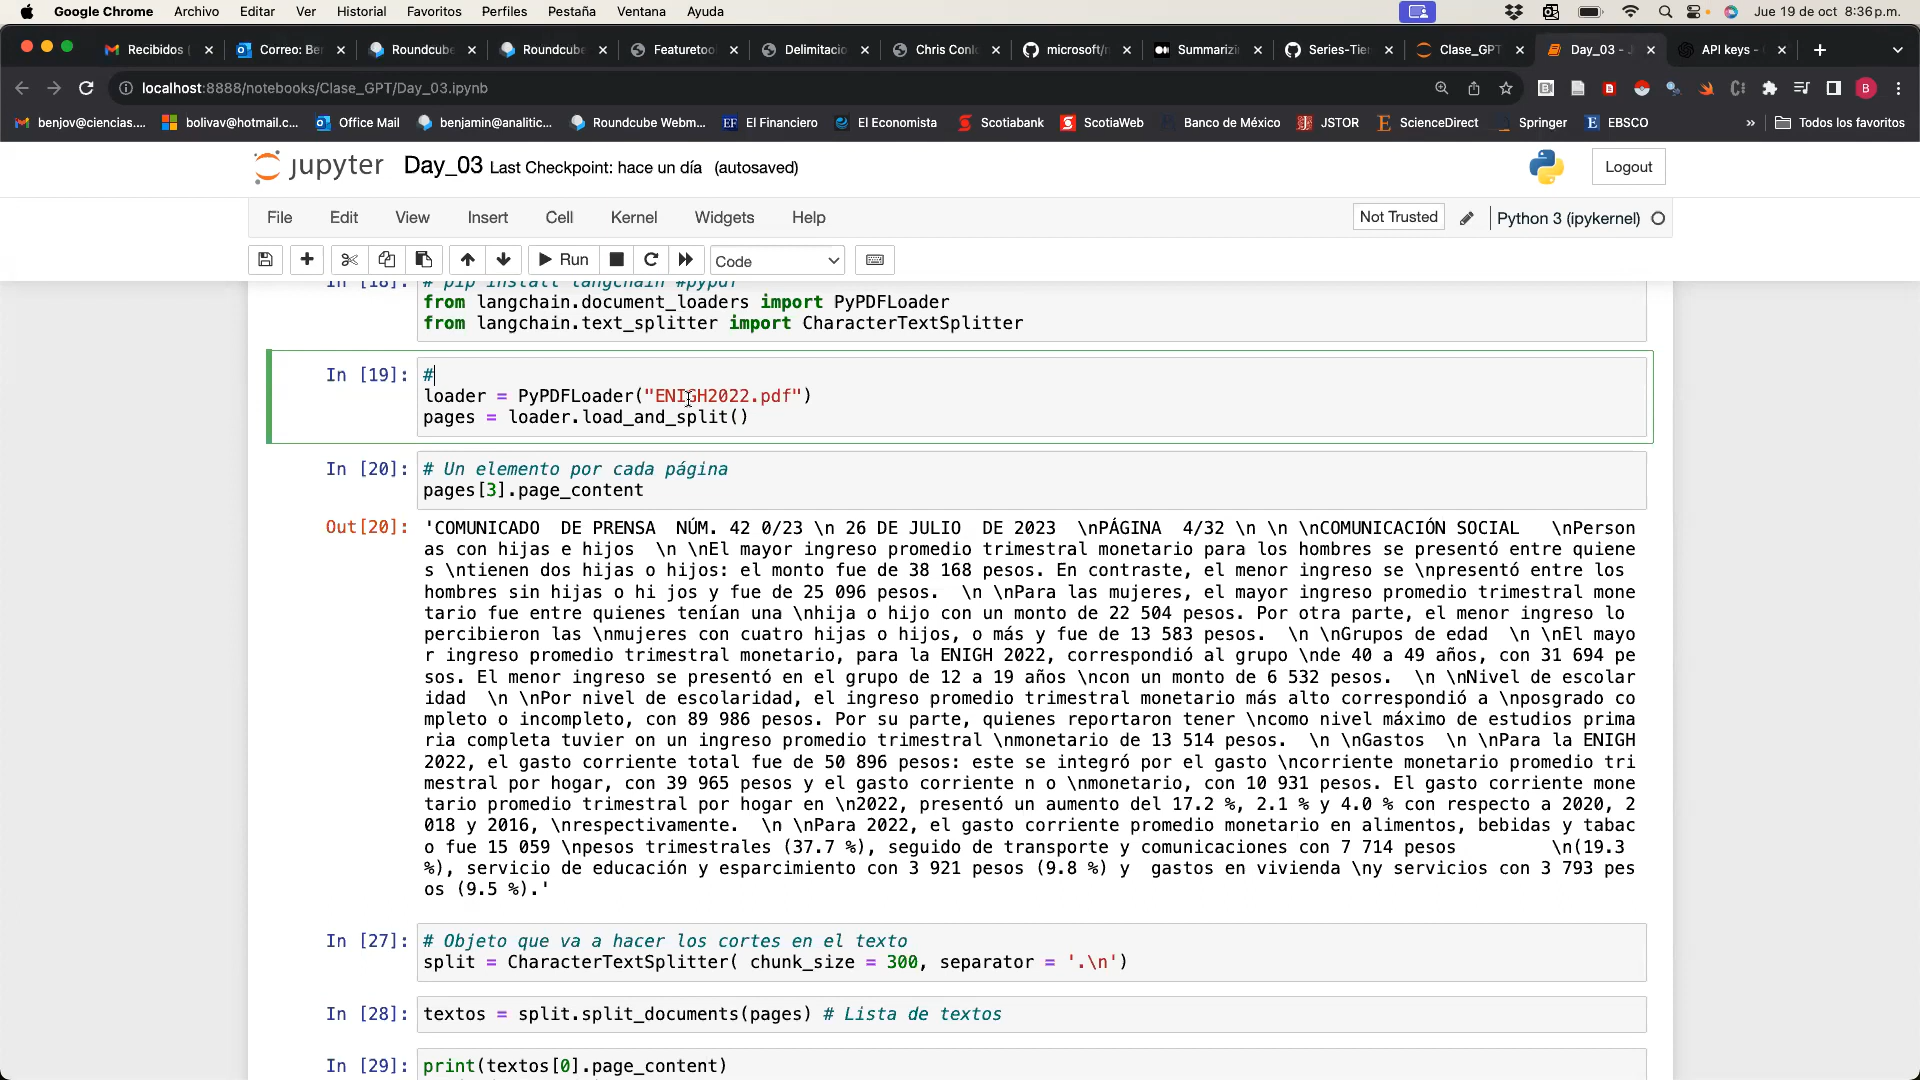 Google Chrome Archivo Editar Ver Historial Favoritos Perfiles Pestaña Ventana Ayuda Jue 19 de oct 8:36 p.m.
Recibidos ( Correo: Be Roundcube Roundcube Featuretoo Delimitacio Chris Conl microsoft/r Summarizi Series-Tie Clase_GPT Day_03 - J API keys -
localhost:8888/notebooks/Clase_GPT/Day_03.ipynb
benjov@ciencias.... bolivav@hotmail.c... Office Mail benjamin@analitic... Roundcube Webm... El Financiero El Economista Scotiabank ScotiaWeb Banco de México JSTOR ScienceDirect Springer EBSCO » Todos los favoritos
jupyter Day_03 Last Checkpoint: hace un día (autosaved) Logout
File Edit View Insert Cell Kernel Widgets Help Not Trusted Python 3 (ipykernel)
Run Code
In [18]: # pip install langchain #pypdf
from langchain.document_loaders import PyPDFLoader
from langchain.text_splitter import CharacterTextSplitter
In [19]: #
loader = PyPDFLoader("ENIGH2022.pdf")
pages = loader.load_and_split()
In [20]: # Un elemento por cada página
pages[3].page_content
Out[20]: 'COMUNICADO  DE PRENSA  NÚM. 42 0/23 \n 26 DE JULIO  DE 2023  \nPÁGINA  4/32 \n \n \nCOMUNICACIÓN SOCIAL   \nPerson
as con hijas e hijos  \n \nEl mayor ingreso promedio trimestral monetario para los hombres se presentó entre quiene
s \ntienen dos hijas o hijos: el monto fue de 38 168 pesos. En contraste, el menor ingreso se \npresentó entre los
hombres sin hijas o hi jos y fue de 25 096 pesos.  \n \nPara las mujeres, el mayor ingreso promedio trimestral mone
tario fue entre quienes tenían una \nhija o hijo con un monto de 22 504 pesos. Por otra parte, el menor ingreso lo
percibieron las \nmujeres con cuatro hijas o hijos, o más y fue de 13 583 pesos.  \n \nGrupos de edad  \n \nEl mayo
r ingreso promedio trimestral monetario, para la ENIGH 2022, correspondió al grupo \nde 40 a 49 años, con 31 694 pe
sos. El menor ingreso se presentó en el grupo de 12 a 19 años \ncon un monto de 6 532 pesos.  \n \nNivel de escolar
idad  \n \nPor nivel de escolaridad, el ingreso promedio trimestral monetario más alto correspondió a \nposgrado co
mpleto o incompleto, con 89 986 pesos. Por su parte, quienes reportaron tener \ncomo nivel máximo de estudios prima
ria completa tuvier on un ingreso promedio trimestral \nmonetario de 13 514 pesos.  \n \nGastos  \n \nPara la ENIGH
2022, el gasto corriente total fue de 50 896 pesos: este se integró por el gasto \ncorriente monetario promedio tri
mestral por hogar, con 39 965 pesos y el gasto corriente n o \nmonetario, con 10 931 pesos. El gasto corriente mone
tario promedio trimestral por hogar en \n2022, presentó un aumento del 17.2 %, 2.1 % y 4.0 % con respecto a 2020, 2
018 y 2016, \nrespectivamente.  \n \nPara 2022, el gasto corriente promedio monetario en alimentos, bebidas y tabac
o fue 15 059 \npesos trimestrales (37.7 %), seguido de transporte y comunicaciones con 7 714 pesos         \n(19.3
%), servicio de educación y esparcimiento con 3 921 pesos (9.8 %) y  gastos en vivienda \ny servicios con 3 793 pes
os (9.5 %).'
In [27]: # Objeto que va a hacer los cortes en el texto
split = CharacterTextSplitter( chunk_size = 300, separator = '.\n')
In [28]: textos = split.split_documents(pages) # Lista de textos
In [29]: print(textos[0].page_content)